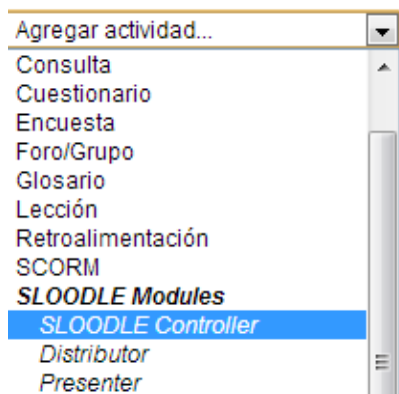 Agregar actividad...
Consulta
Cuestionario
Encuesta
Foro/Grupo
Glosario
Lección
Retroalimentación
SCORM
SLOODLE Modules
SLOODLE Controller
Distributor
Presenter